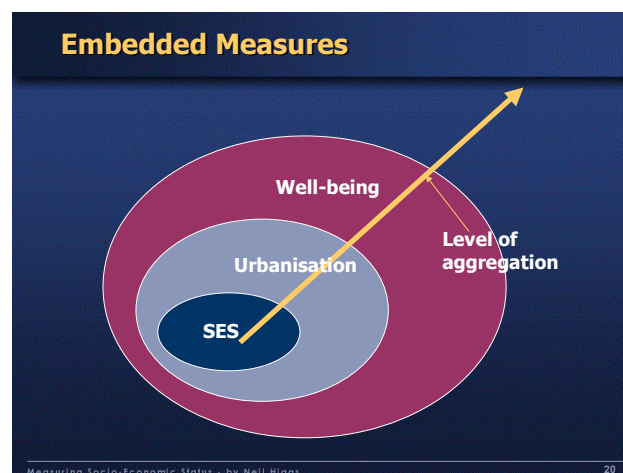 Embedded Measures
Well-being
Level of
aggregation
Urbanisation
SES
Measuring Socio-Economic Status - by Neil Higgs
20